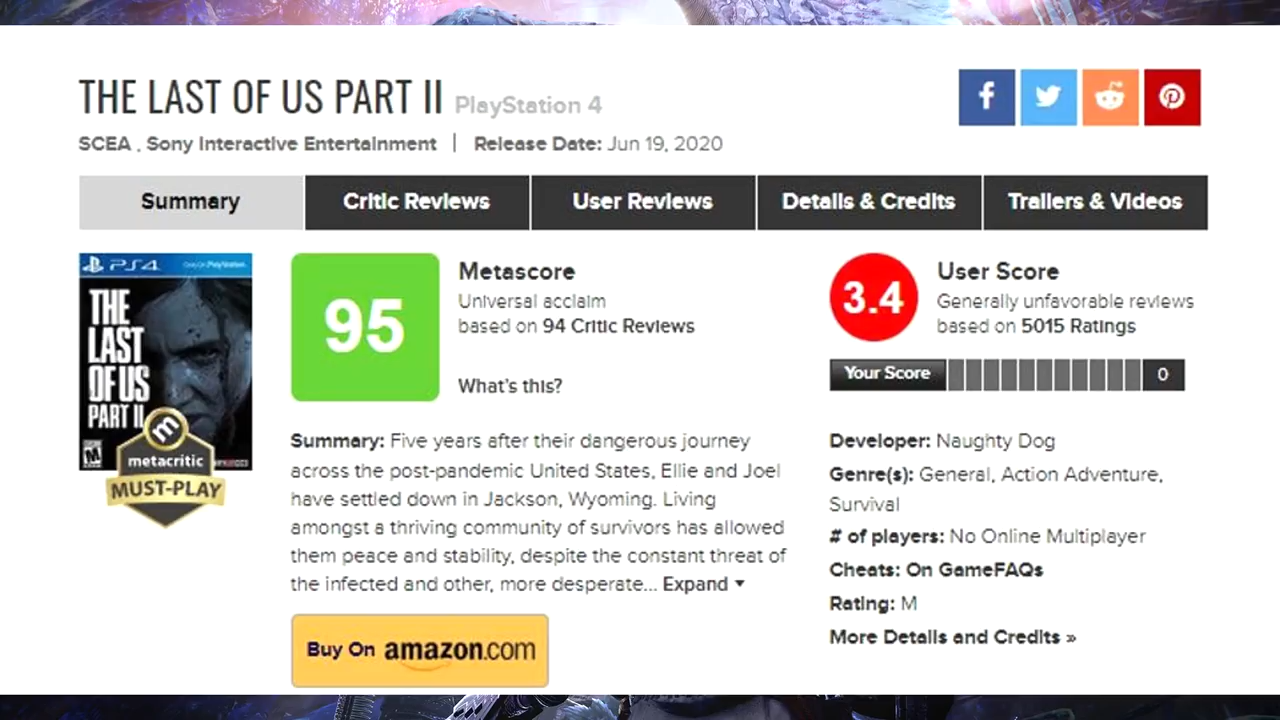 THE LAST OF US PART II PlayStation 4
SCEA , Sony Interactive Entertainment | Release Date: Jun 19, 2020
Summary
Critic Reviews
User Reviews
Details & Credits
Trailers & Videos
PS4
THE
LAST
OF US
PART II
M
m
metacritic
MUST-PLAY
95
Metascore
Universal acclaim
based on 94 Critic Reviews
What's this?
Summary: Five years after their dangerous journey
across the post-pandemic United States, Ellie and Joel
have settled down in Jackson, Wyoming. Living
amongst a thriving community of survivors has allowed
them peace and stability, despite the constant threat of
the infected and other, more desperate... Expand
Buy On amazon.com
3.4
User Score
Generally unfavorable reviews
based on 5015 Ratings
Your Score
0
Developer: Naughty Dog
Genre(s): General, Action Adventure,
Survival
# of players: No Online Multiplayer
Cheats: On GameFAQs
Rating: M
More Details and Credits »